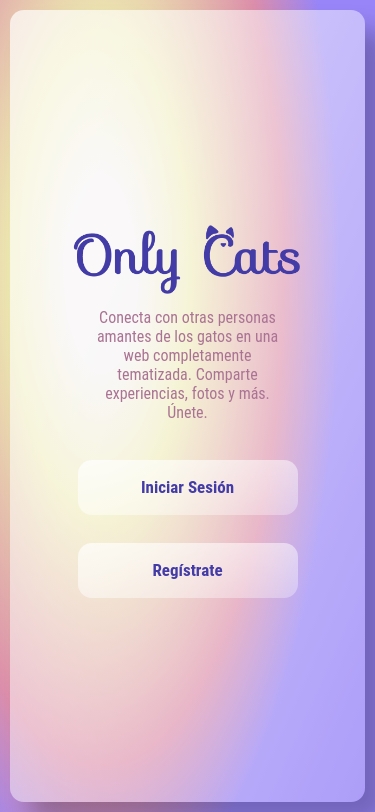 Only Cats
Conecta con otras personas
amantes de los gatos en una
web completamente
tematizada. Comparte
experiencias, fotos y más.
Únete.
Iniciar Sesión
Regístrate